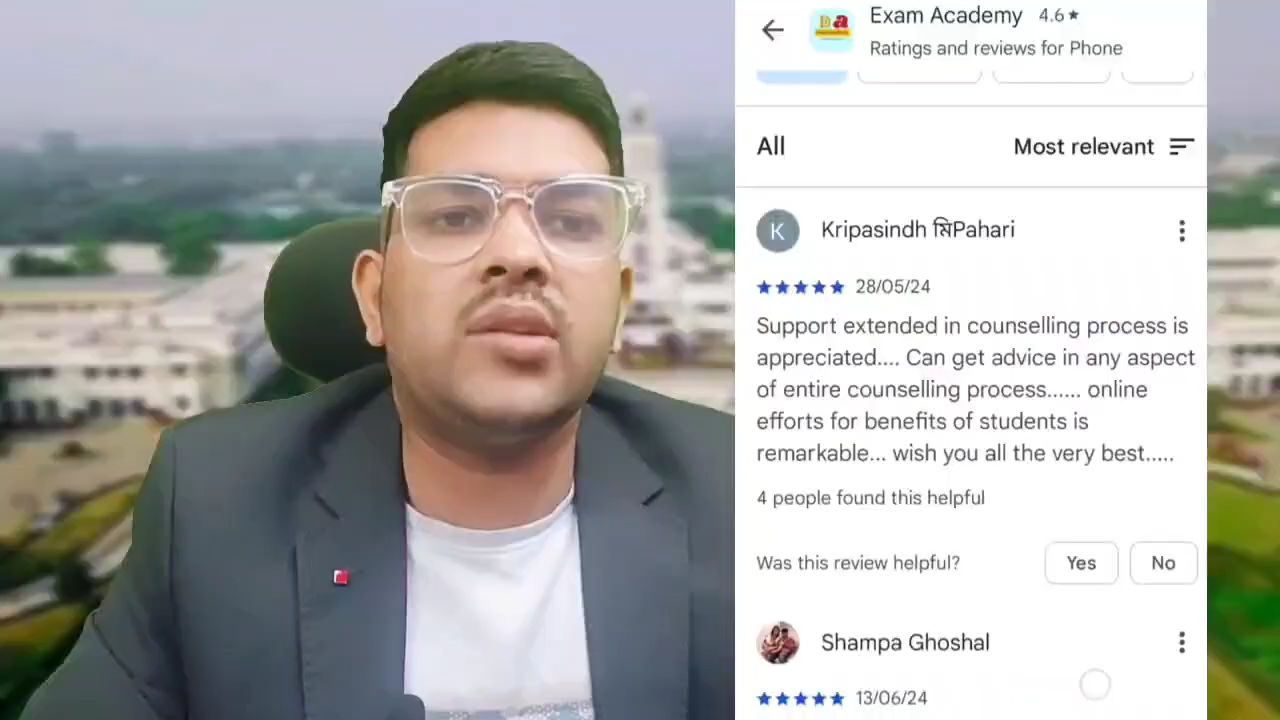 Exam Academy 4.6★
Ratings and reviews for Phone
All
Most relevant
K
Kripasindh মিPahari
28/05/24
Support extended in counselling process is
appreciated.... Can get advice in any aspect
of entire counselling process...... online
efforts for benefits of students is
remarkable... wish you all the very best.....
4 people found this helpful
Was this review helpful?
Yes
No
Shampa Ghoshal
13/06/24